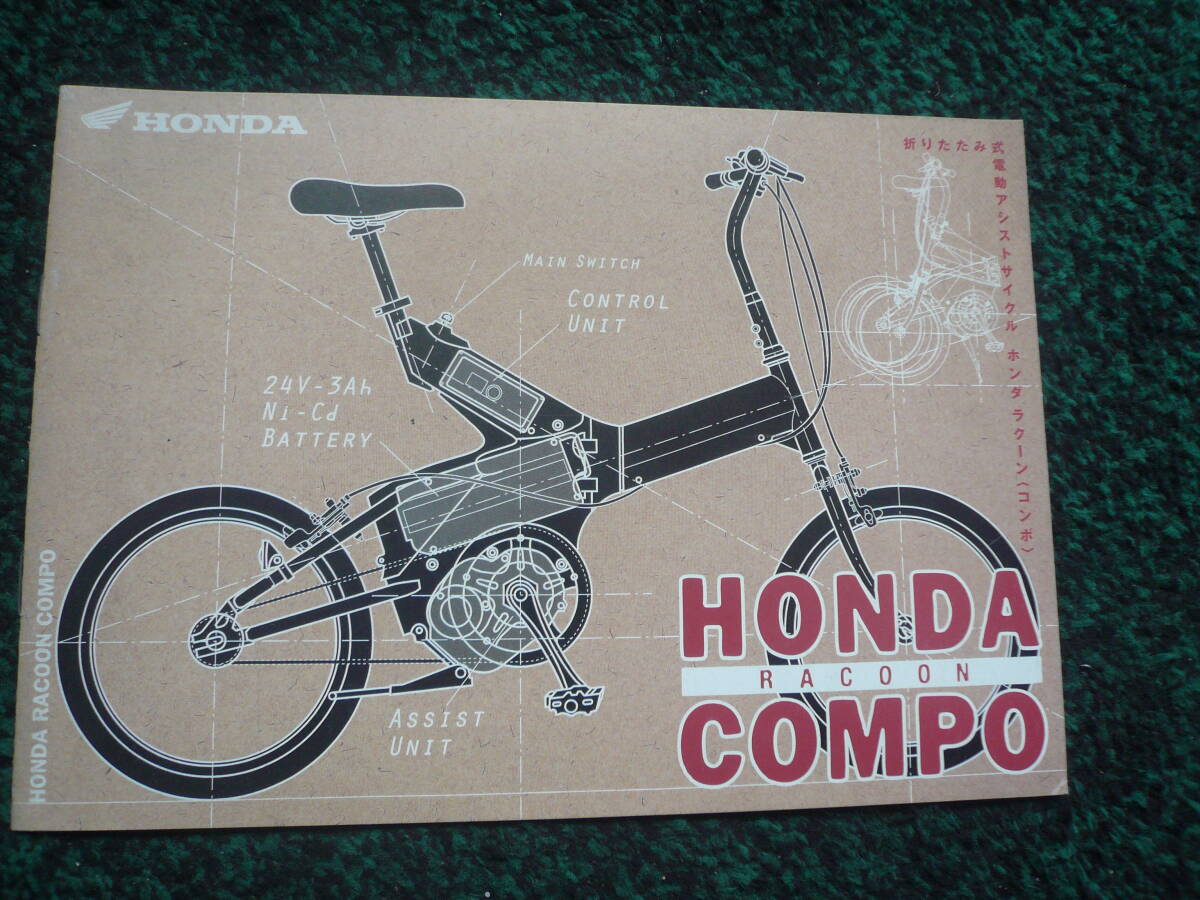 HONDA
折りたたみ式電動アシストサイクル ホンダ ラクーン〈コンポ〉
MAIN SWITCH
CONTROL
UNIT
24V-3Ah
Ni-Cd
BATTERY
ASSIST
UNIT
HONDA RACOON COMPO
HONDA
RACOON
COMPO